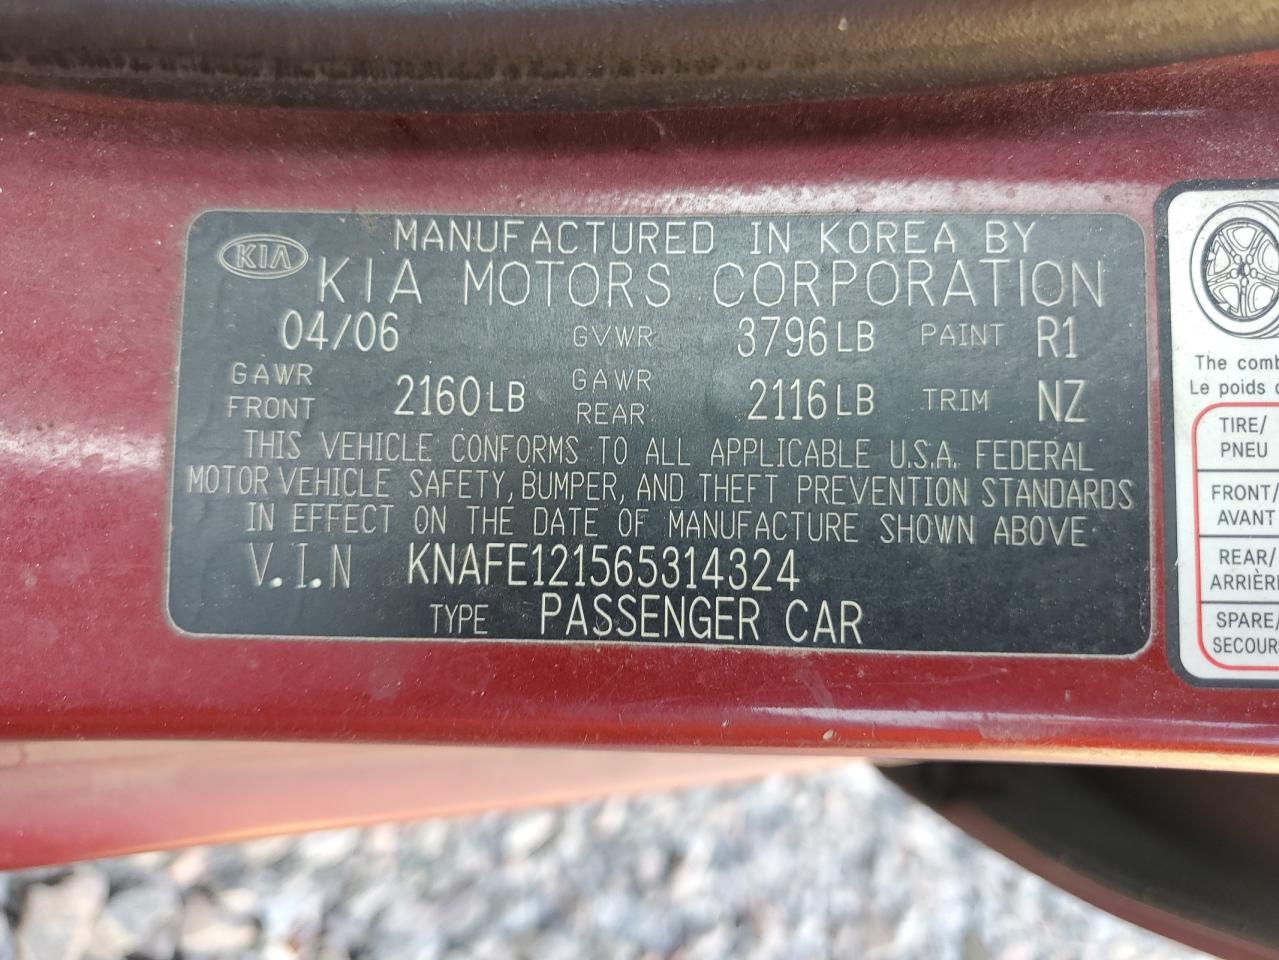 MANUFACTURED IN KOREA BY
KIA
KIA MOTORS CORPORATION
04/06 GVWR 3796LB PAINT R1
GAWR FRONT 2160LB GAWR REAR 2116LB TRIM NZ
THIS VEHICLE CONFORMS TO ALL APPLICABLE U.S.A. FEDERAL
MOTOR VEHICLE SAFETY, BUMPER, AND THEFT PREVENTION STANDARDS
IN EFFECT ON THE DATE OF MANUFACTURE SHOWN ABOVE
V.I.N KNAFE121565314324
TYPE PASSENGER CAR
The comb
Le poids
TIRE/
PNEU
FRONT/
AVANT
REAR/
ARRIÈRE
SPARE/
SECOURS